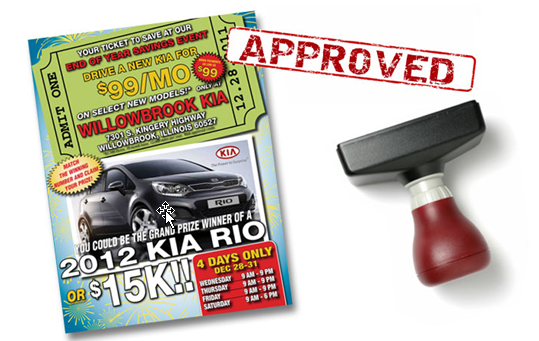 YOUR TICKET TO SAVE AT OUR
END OF YEAR SAVINGS EVENT
DRIVE A NEW KIA FOR
$99/MO
$99
ON SELECT NEW MODELS!* ONLY AT
WILLOWBROOK KIA
7301 S. KINGERY HIGHWAY
WILLOWBROOK, ILLINOIS 60527
ADMIT ONE
12.28
MATCH
THE WINNING
NUMBER AND CLAIM
YOUR PRIZE!
KIA
RIO
YOU COULD BE THE GRAND PRIZE WINNER OF A
2012 KIA RIO
OR $15K!!
4 DAYS ONLY
DEC 28-31
WEDNESDAY 9 AM - 9 PM
THURSDAY 9 AM - 9 PM
FRIDAY 9 AM - 9 PM
SATURDAY 9 AM - 6 PM
APPROVED